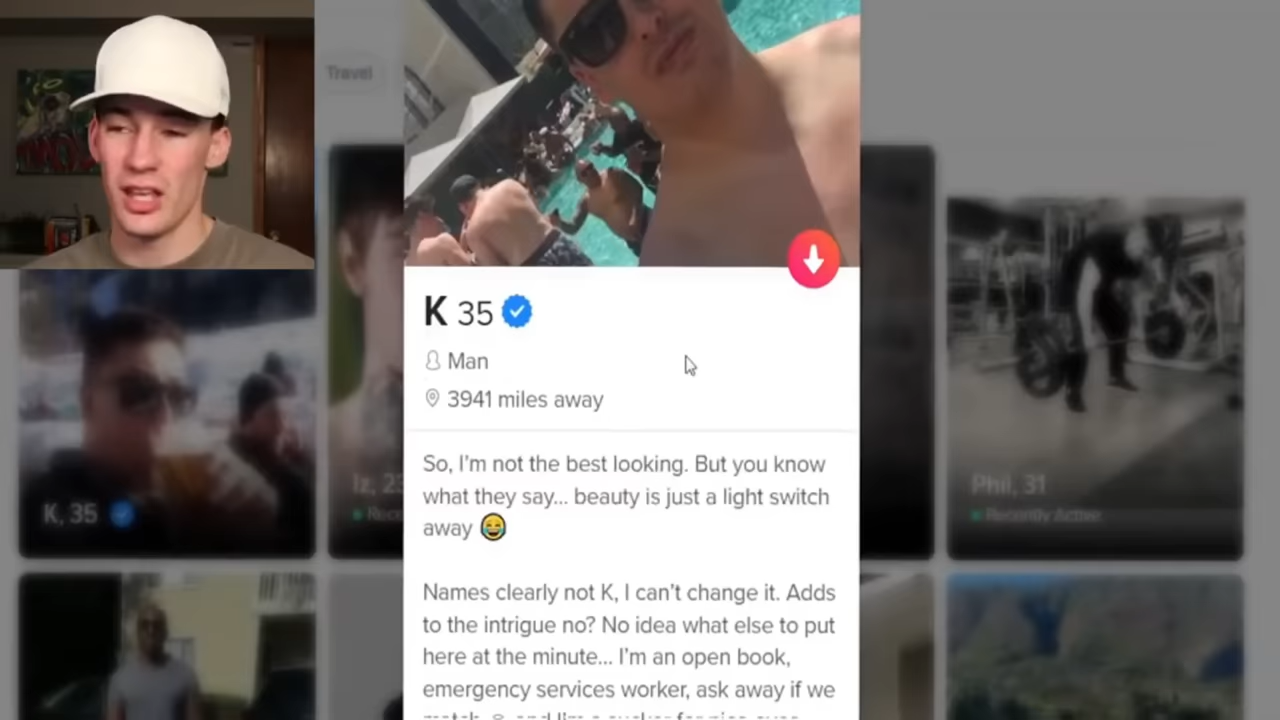 Travel
K 35
Man
3941 miles away
So, I'm not the best looking. But you know
what they say... beauty is just a light switch
away 😂
Names clearly not K, I can't change it. Adds
to the intrigue no? No idea what else to put
here at the minute... I'm an open book,
emergency services worker, ask away if we
K, 35
Iz, 23
Phil, 31
Recently Active